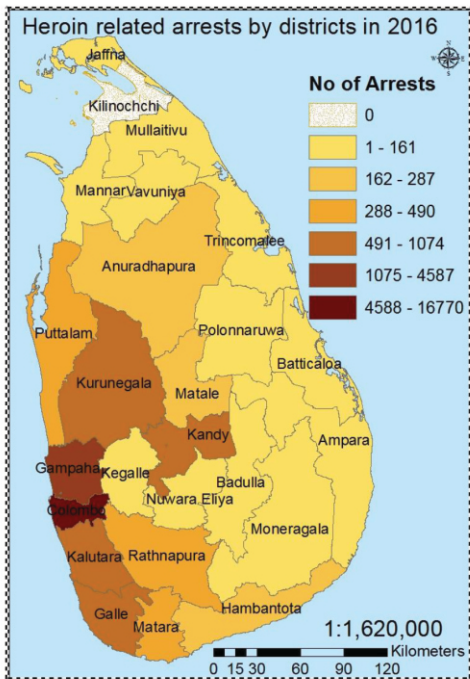 Heroin related arrests by districts in 2016
N
W E
S
No of Arrests
0
1 - 161
162 - 287
288 - 490
491 - 1074
1075 - 4587
4588 - 16770
Jaffna
Kilinochchi
Mullaitivu
Mannar
Vavuniya
Trincomalee
Anuradhapura
Puttalam
Polonnaruwa
Batticaloa
Kurunegala
Matale
Kandy
Ampara
Gampaha
Kegalle
Badulla
Nuwara Eliya
Colombo
Moneragala
Kalutara
Rathnapura
Hambantota
Galle
Matara
1:1,620,000
Kilometers
0 15 30 60 90 120